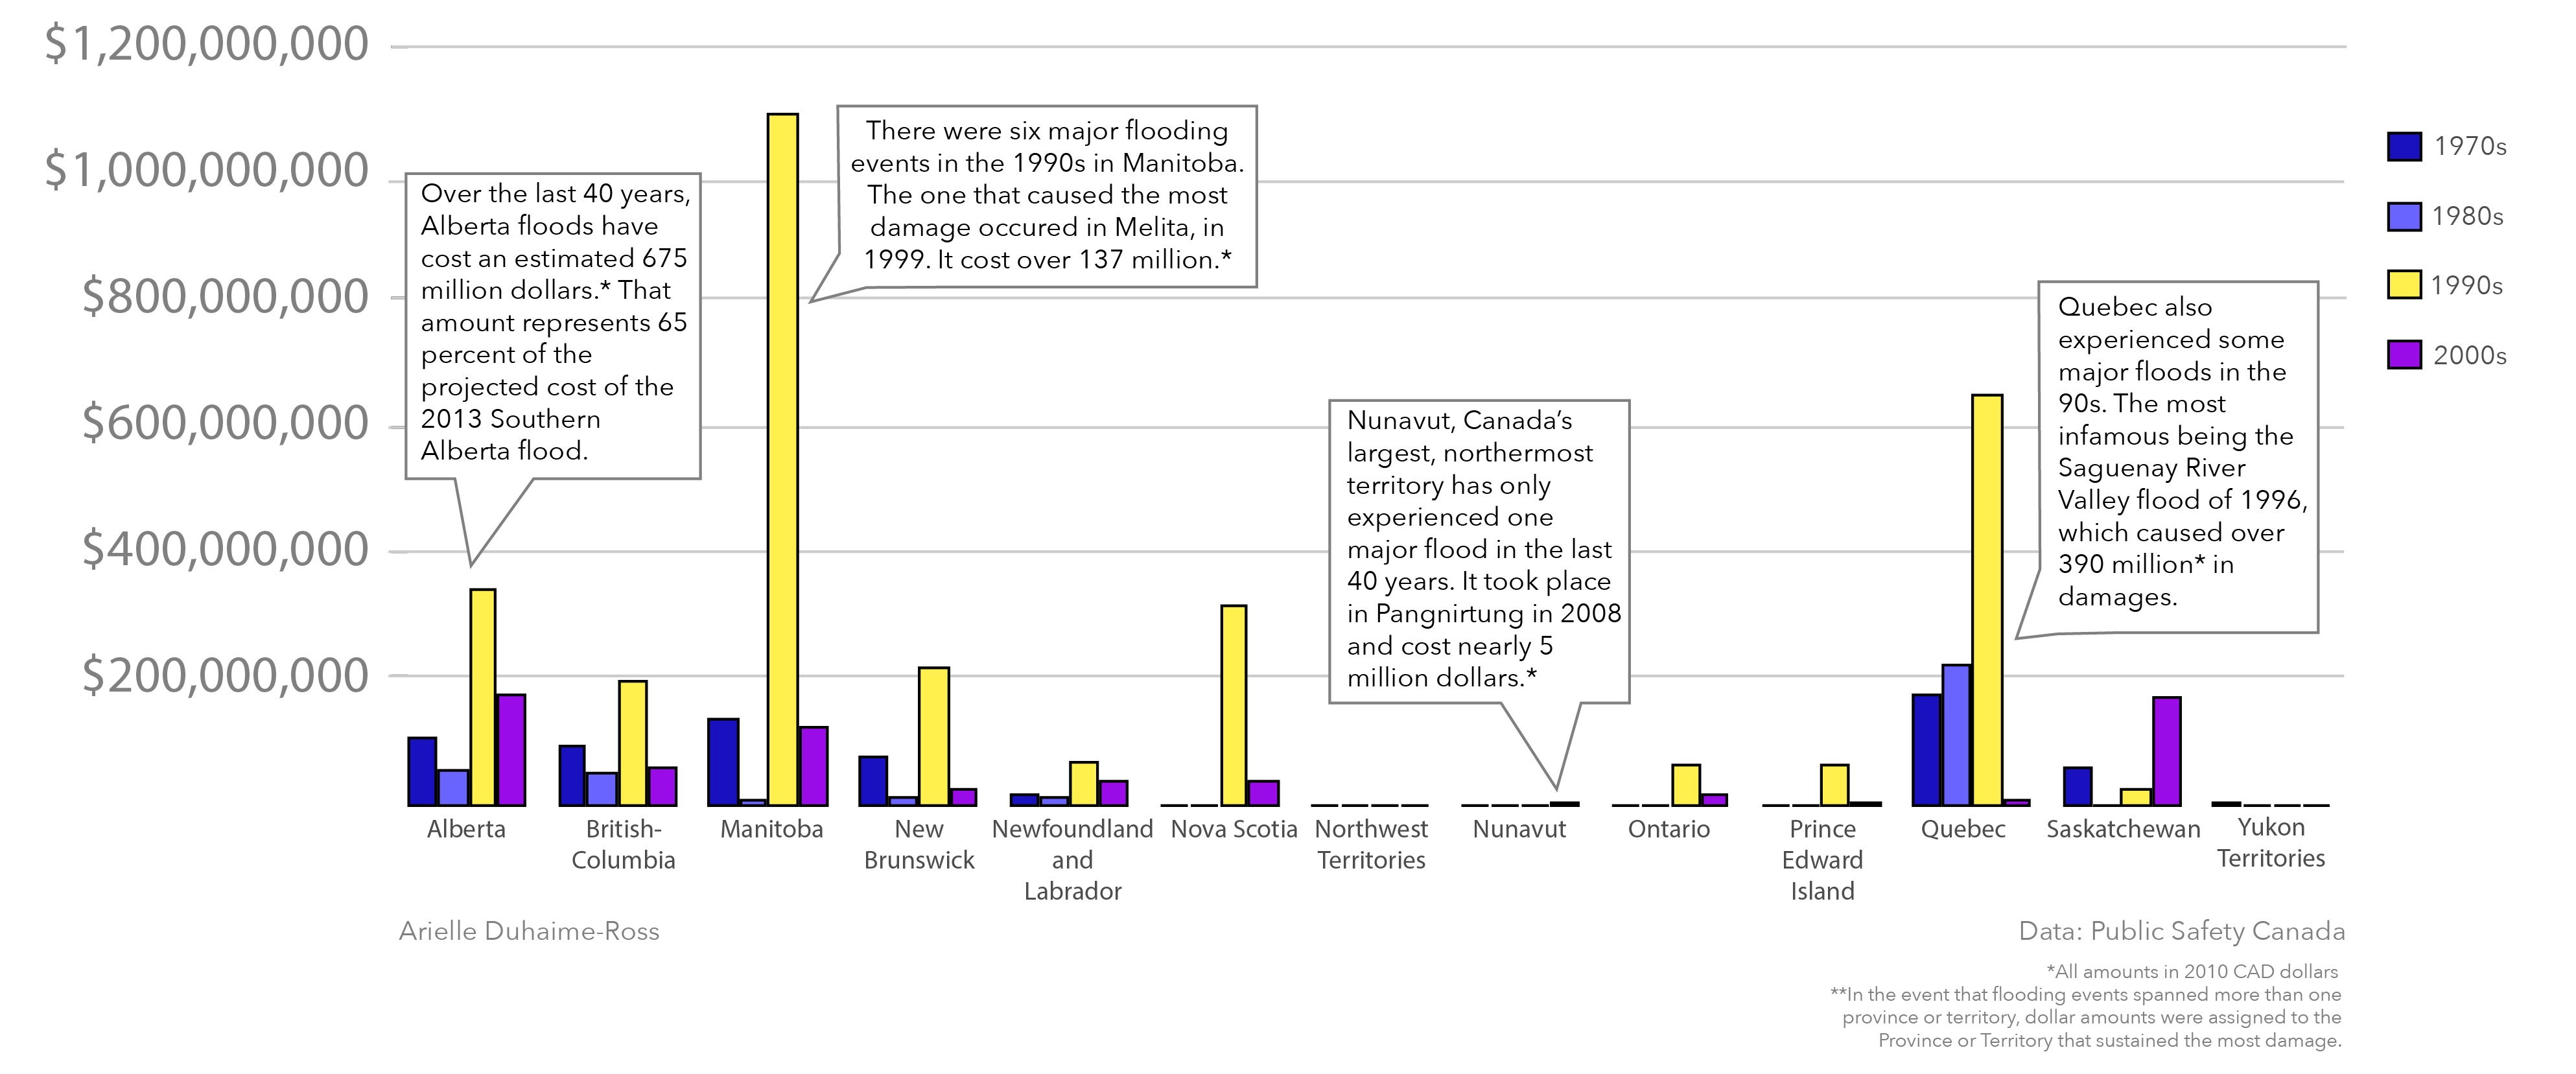 $1,200,000,000
$1,000,000,000
$800,000,000
$600,000,000
$400,000,000
$200,000,000
Over the last 40 years,
Alberta floods have
cost an estimated 675
million dollars.* That
amount represents 65
percent of the
projected cost of the
2013 Southern
Alberta flood.
There were six major flooding
events in the 1990s in Manitoba.
The one that caused the most
damage occured in Melita, in
1999. It cost over 137 million.*
Nunavut, Canada’s
largest, northermost
territory has only
experienced one
major flood in the last
40 years. It took place
in Pangnirtung in 2008
and cost nearly 5
million dollars.*
Quebec also
experienced some
major floods in the
90s. The most
infamous being the
Saguenay River
Valley flood of 1996,
which caused over
390 million* in
damages.
1970s
1980s
1990s
2000s
Alberta
British-
Columbia
Manitoba
New
Brunswick
Newfoundland
and
Labrador
Nova Scotia
Northwest
Territories
Nunavut
Ontario
Prince
Edward
Island
Quebec
Saskatchewan
Yukon
Territories
Arielle Duhaime-Ross
Data: Public Safety Canada
*All amounts in 2010 CAD dollars
**In the event that flooding events spanned more than one
province or territory, dollar amounts were assigned to the
Province or Territory that sustained the most damage.